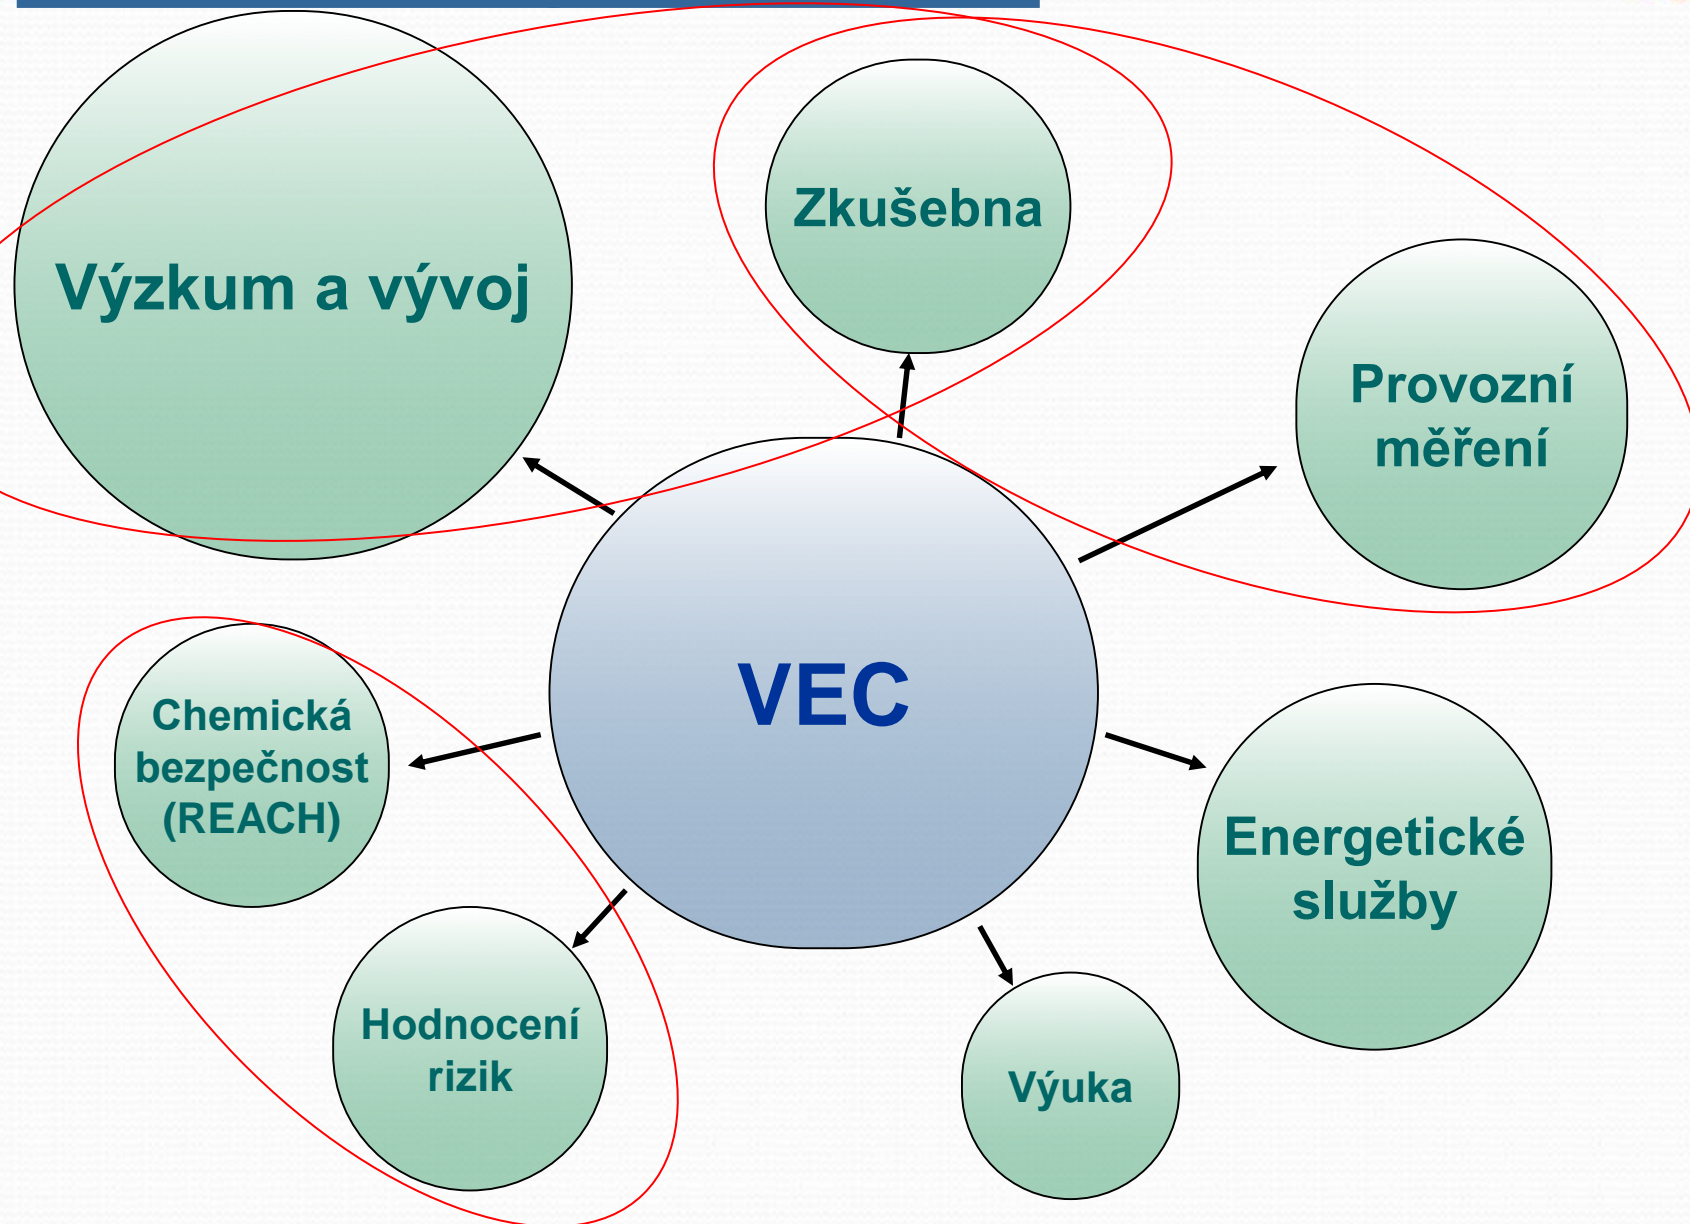 Výzkum a vývoj
Zkušebna
Provozní
měření
VEC
Chemická
bezpečnost
(REACH)
Energetické
služby
Hodnocení
rizik
Výuka